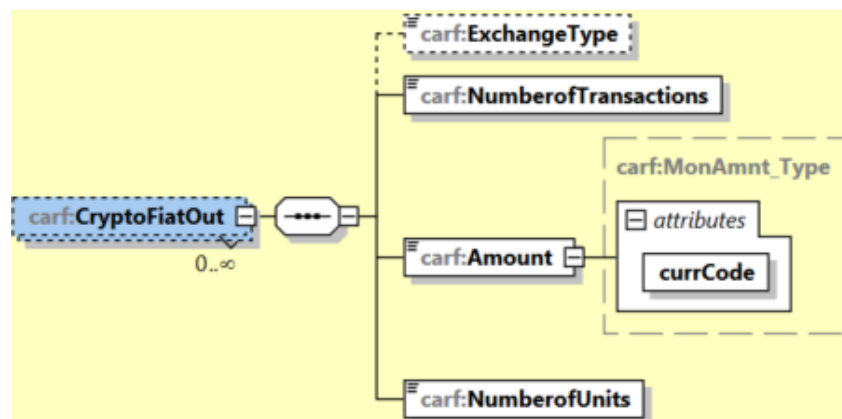 carf:ExchangeType
carf:NumberofTransactions
carf:MonAmnt_Type
attributes
carf:CryptoFiatOut
0..∞
carf:Amount
currCode
carf:NumberofUnits